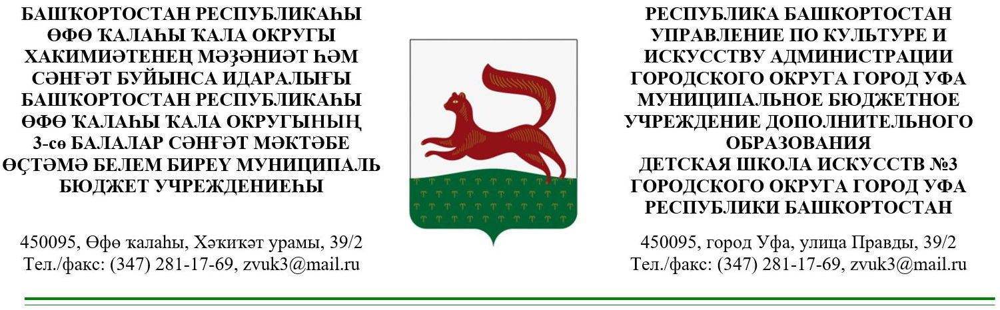 БАШҠОРТОСТАН РЕСПУБЛИКАҺЫ
ӨФӨ ҠАЛАҺЫ ҠАЛА ОКРУГЫ
ХАКИМИӘТЕНЕҢ МӘҘӘНИӘТ ҺӘМ
СӘНҒӘТ БУЙЫНСА ИДАРАЛЫҒЫ
БАШҠОРТОСТАН РЕСПУБЛИКАҺЫ
ӨФӨ ҠАЛАҺЫ ҠАЛА ОКРУГЫНЫҢ
3-сө БАЛАЛАР СӘНҒӘТ МӘКТӘБЕ
ӨҪТӘМӘ БЕЛЕМ БИРЕҮ МУНИЦИПАЛЬ
БЮДЖЕТ УЧРЕЖДЕНИЕҺЫ
450095, Өфө ҡалаһы, Хәҡиҡәт урамы, 39/2
Тел./факс: (347) 281-17-69, zvuk3@mail.ru
РЕСПУБЛИКА БАШКОРТОСТАН
УПРАВЛЕНИЕ ПО КУЛЬТУРЕ И
ИСКУССТВУ АДМИНИСТРАЦИИ
ГОРОДСКОГО ОКРУГА ГОРОД УФА
МУНИЦИПАЛЬНОЕ БЮДЖЕТНОЕ
УЧРЕЖДЕНИЕ ДОПОЛНИТЕЛЬНОГО
ОБРАЗОВАНИЯ
ДЕТСКАЯ ШКОЛА ИСКУССТВ №3
ГОРОДСКОГО ОКРУГА ГОРОД УФА
РЕСПУБЛИКИ БАШКОРТОСТАН
450095, город Уфа, улица Правды, 39/2
Тел./факс: (347) 281-17-69, zvuk3@mail.ru